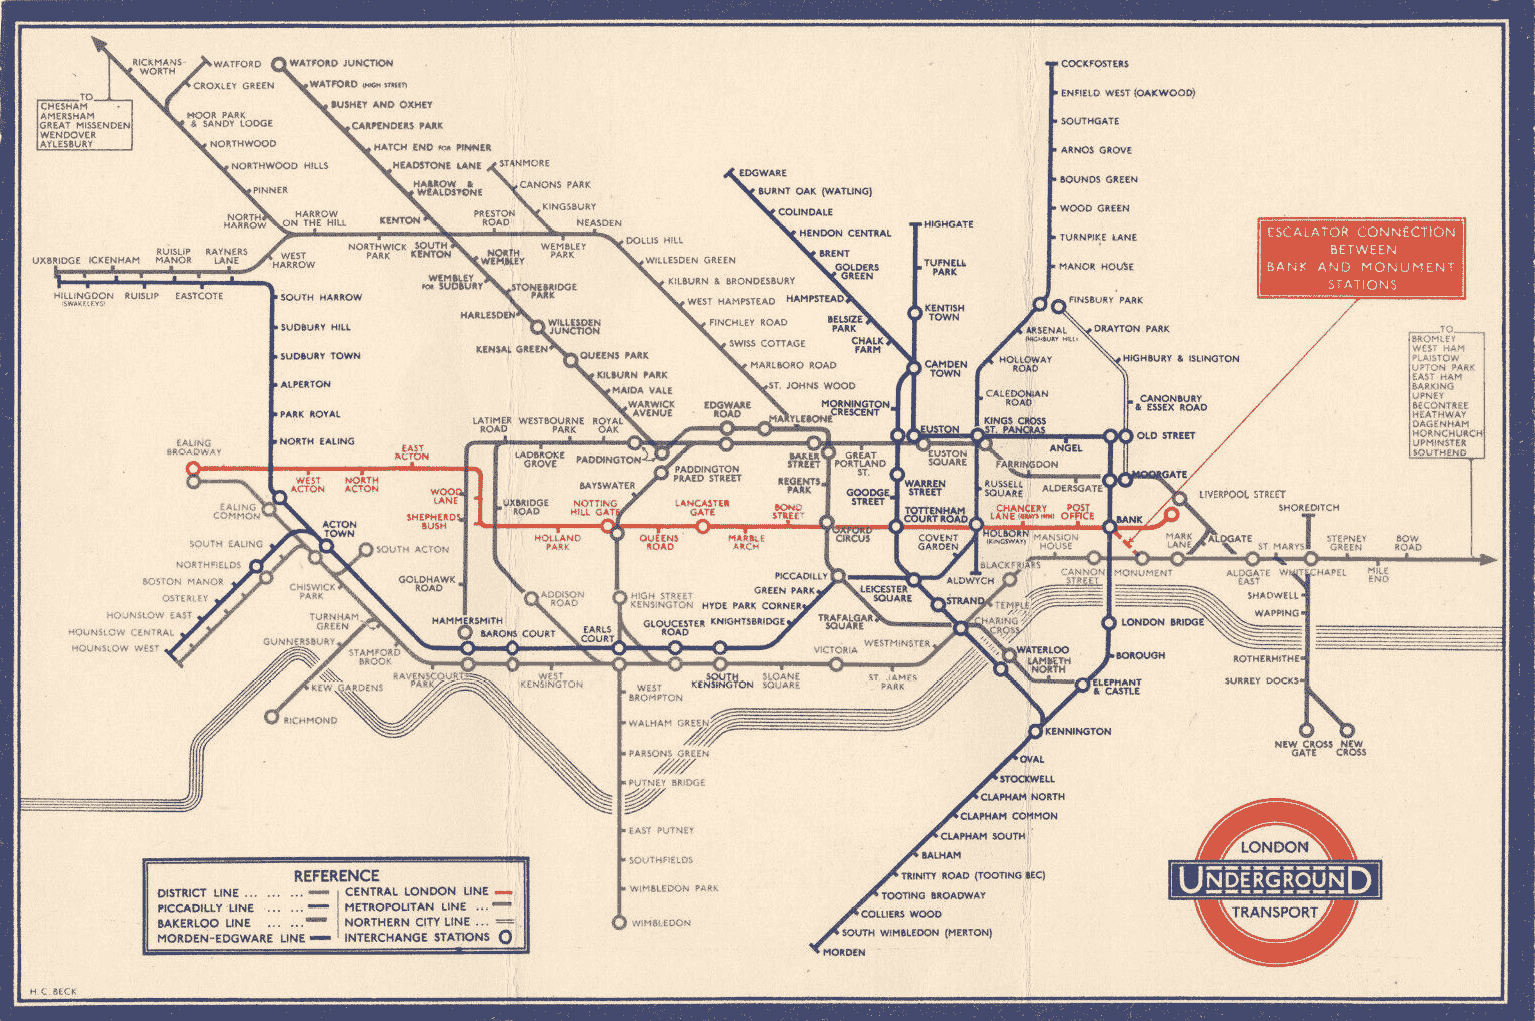 RICKMANS-
WORTH
WATFORD
CROXLEY GREEN
WATFORD JUNCTION
WATFORD (HIGH STREET)
BUSHEY AND OXHEY
CARPENDERS PARK
HATCH END FOR PINNER
HEADSTONE LANE
HARROW &
WEALDSTONE
KENTON
TO
CHESHAM
AMERSHAM
GREAT MISSENDEN
WENDOVER
AYLESBURY
MOOR PARK
& SANDY LODGE
NORTHWOOD
NORTHWOOD HILLS
PINNER
NORTH
HARROW
HARROW
ON THE HILL
STANMORE
CANONS PARK
KINGSBURY
PRESTON
ROAD
NEASDEN
NORTHWICK
PARK
SOUTH
KENTON
NORTH
WEMBLEY
WEMBLEY
PARK
WEMBLEY
FOR SUDBURY
STONEBRIDGE
PARK
HARLESDEN
WILLESDEN
JUNCTION
KENSAL GREEN
QUEENS PARK
KILBURN PARK
MAIDA VALE
WARWICK
AVENUE
DOLLIS HILL
WILLESDEN GREEN
KILBURN & BRONDESBURY
WEST HAMPSTEAD
FINCHLEY ROAD
SWISS COTTAGE
MARLBORO ROAD
ST. JOHNS WOOD
UXBRIDGE
ICKENHAM
RUISLIP
MANOR
RAYNERS
LANE
WEST
HARROW
HILLINGDON
(SWAKELEYS)
RUISLIP
EASTCOTE
SOUTH HARROW
SUDBURY HILL
SUDBURY TOWN
ALPERTON
PARK ROYAL
NORTH EALING
EDGWARE
BURNT OAK (WATLING)
COLINDALE
HENDON CENTRAL
BRENT
GOLDERS
GREEN
HAMPSTEAD
BELSIZE
PARK
CHALK
FARM
HIGHGATE
TUFNELL
PARK
KENTISH
TOWN
CAMDEN
TOWN
MORNINGTON
CRESCENT
EUSTON
COCKFOSTERS
ENFIELD WEST (OAKWOOD)
SOUTHGATE
ARNOS GROVE
BOUNDS GREEN
WOOD GREEN
TURNPIKE LANE
MANOR HOUSE
FINSBURY PARK
ARSENAL
(HIGHBURY HILL)
DRAYTON PARK
HOLLOWAY
ROAD
HIGHBURY & ISLINGTON
CALEDONIAN
ROAD
CANONBURY
& ESSEX ROAD
KINGS CROSS
ST. PANCRAS
ANGEL
OLD STREET
ESCALATOR CONNECTION
BETWEEN
BANK AND MONUMENT
STATIONS
TO
BROMLEY
WEST HAM
PLAISTOW
UPTON PARK
EAST HAM
BARKING
UPNEY
BECONTREE
HEATHWAY
DAGENHAM
HORNCHURCH
UPMINSTER
SOUTHEND
EALING
BROADWAY
WEST
ACTON
NORTH
ACTON
EAST
ACTON
WOOD
LANE
SHEPHERDS
BUSH
LATIMER
ROAD
WESTBOURNE
PARK
ROYAL
OAK
LADBROKE
GROVE
PADDINGTON
EDGWARE
ROAD
MARYLEBONE
PADDINGTON
PRAED STREET
BAKER
STREET
GREAT
PORTLAND
ST.
EUSTON
SQUARE
FARRINGDON
ALDERSGATE
MOORGATE
LIVERPOOL STREET
UXBRIDGE
ROAD
BAYSWATER
REGENTS
PARK
GOODGE
STREET
WARREN
STREET
RUSSELL
SQUARE
HOLLAND
PARK
NOTTING
HILL GATE
QUEENS
ROAD
LANCASTER
GATE
MARBLE
ARCH
BOND
STREET
OXFORD
CIRCUS
TOTTENHAM
COURT ROAD
CHANCERY
LANE (GRAYS INN)
POST
OFFICE
BANK
HOLBORN
(KINGSWAY)
COVENT
GARDEN
ALDWYCH
MANSION
HOUSE
BLACKFRIARS
CANNON
STREET
MONUMENT
MARK
LANE
ALDGATE
ALDGATE
EAST
SHOREDITCH
ST. MARYS
WHITECHAPEL
STEPNEY
GREEN
MILE
END
BOW
ROAD
EALING
COMMON
ACTON
TOWN
SOUTH EALING
NORTHFIELDS
BOSTON MANOR
OSTERLEY
HOUNSLOW EAST
HOUNSLOW CENTRAL
HOUNSLOW WEST
SOUTH ACTON
CHISWICK
PARK
TURNHAM
GREEN
GUNNERSBURY
KEW GARDENS
RICHMOND
STAMFORD
BROOK
RAVENSCOURT
PARK
GOLDHAWK
ROAD
HAMMERSMITH
BARONS COURT
WEST
KENSINGTON
ADDISON
ROAD
HIGH STREET
KENSINGTON
EARLS
COURT
GLOUCESTER
ROAD
SOUTH
KENSINGTON
SLOANE
SQUARE
VICTORIA
ST. JAMES
PARK
WESTMINSTER
PICCADILLY
GREEN PARK
HYDE PARK CORNER
KNIGHTSBRIDGE
LEICESTER
SQUARE
STRAND
TRAFALGAR
SQUARE
TEMPLE
CHARING
CROSS
WATERLOO
LAMBETH
NORTH
ELEPHANT
& CASTLE
LONDON BRIDGE
BOROUGH
SHADWELL
WAPPING
ROTHERHITHE
SURREY DOCKS
NEW CROSS
GATE
NEW
CROSS
WEST
BROMPTON
WALHAM GREEN
PARSONS GREEN
PUTNEY BRIDGE
EAST PUTNEY
SOUTHFIELDS
WIMBLEDON PARK
WIMBLEDON
KENNINGTON
OVAL
STOCKWELL
CLAPHAM NORTH
CLAPHAM COMMON
CLAPHAM SOUTH
BALHAM
TRINITY ROAD (TOOTING BEC)
TOOTING BROADWAY
COLLIERS WOOD
SOUTH WIMBLEDON (MERTON)
MORDEN
REFERENCE
DISTRICT LINE ... ... ...
PICCADILLY LINE ... ...
BAKERLOO LINE ... ...
MORDEN-EDGWARE LINE
CENTRAL LONDON LINE
METROPOLITAN LINE ...
NORTHERN CITY LINE ...
INTERCHANGE STATIONS
LONDON
UNDERGROUND
TRANSPORT
H.C. BECK